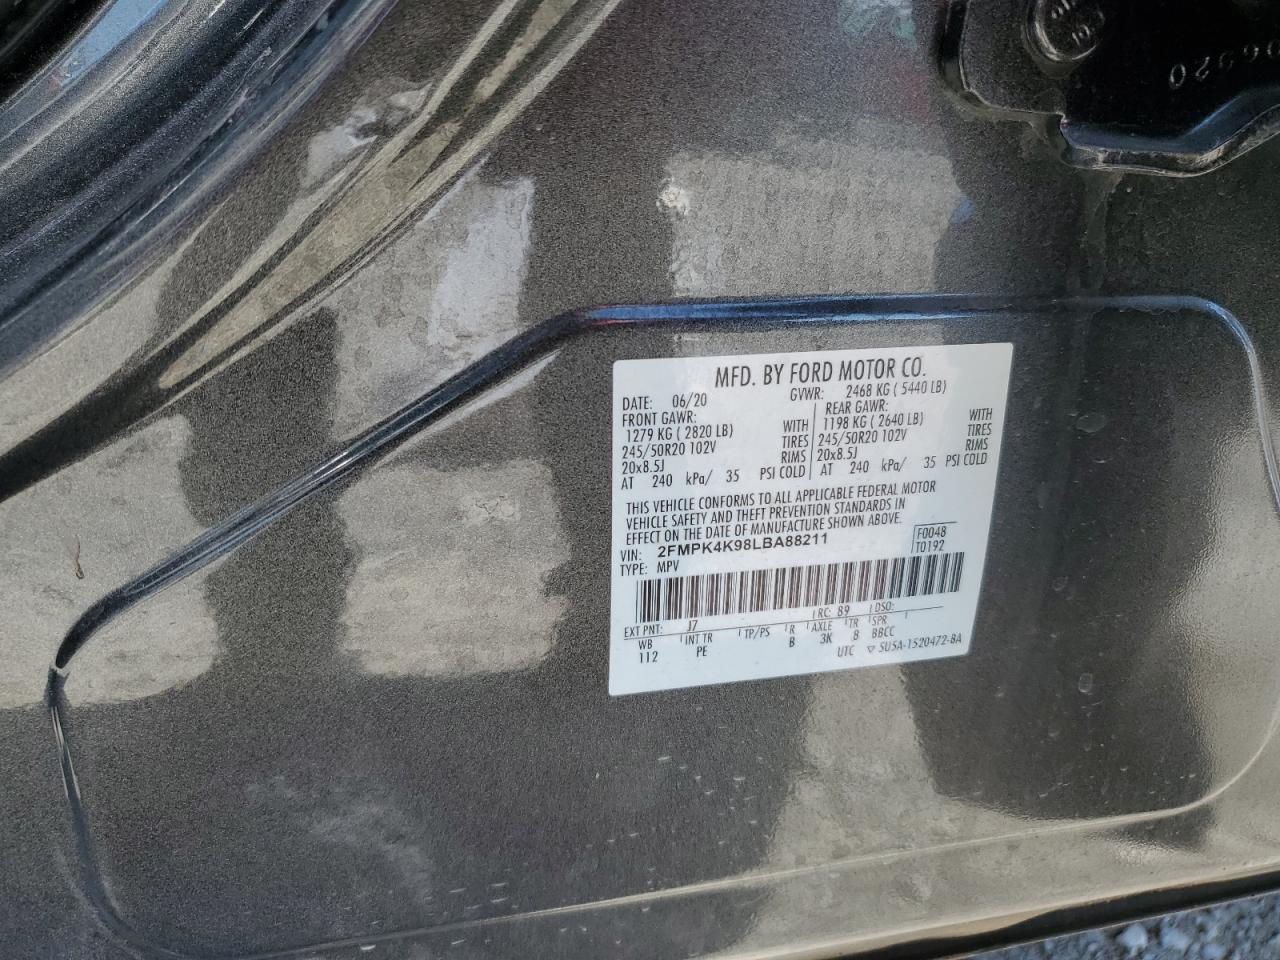 06520
MFD. BY FORD MOTOR CO.
DATE: 06/20 GVWR: 2468 KG ( 5440 LB)
FRONT GAWR: REAR GAWR:
1279 KG ( 2820 LB) WITH 1198 KG ( 2640 LB) WITH
245/50R20 102V TIRES 245/50R20 102V TIRES
20x8.5J RIMS 20x8.5J RIMS
AT 240 kPa/ 35 PSI COLD AT 240 kPa/ 35 PSI COLD
THIS VEHICLE CONFORMS TO ALL APPLICABLE FEDERAL MOTOR
VEHICLE SAFETY AND THEFT PREVENTION STANDARDS IN
EFFECT ON THE DATE OF MANUFACTURE SHOWN ABOVE.
VIN: 2FMPK4K98LBA88211 F0048
TYPE: MPV T0192
EXT PNT: J7 RC: 89 DSO:
WB INT TR TP/PS R AXLE TR SPR
112 PE B 3K B BBCC
UTC ▽ SU5A-1520472-BA